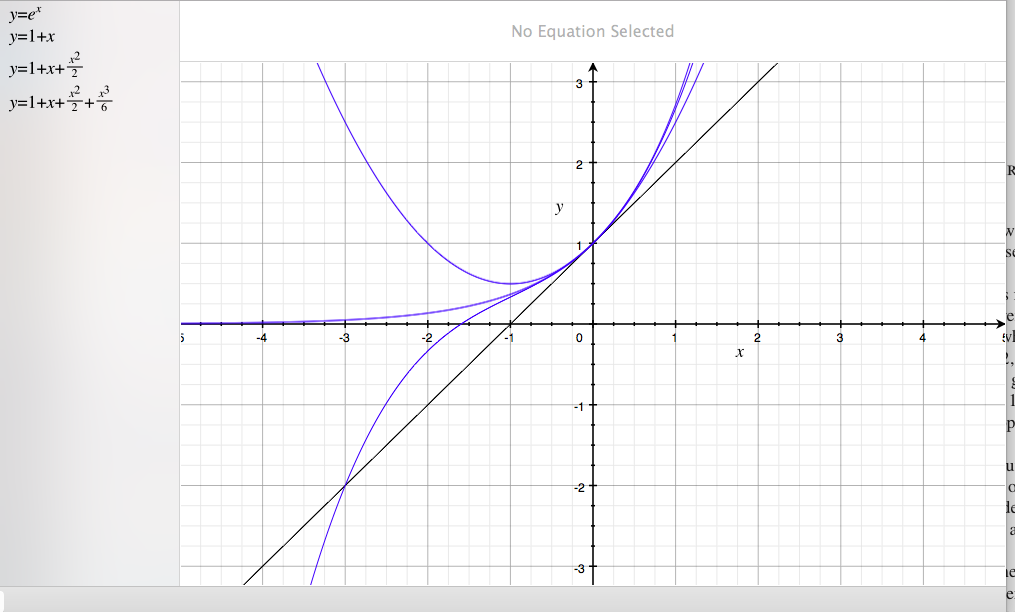 y=e^x
y=1+x
y=1+x+x^2/2
y=1+x+x^2/2+x^3/6
No Equation Selected
3
2
y
1
5 -4 -3 -2 -1 0 1 2 3 4
x
-1
-2
-3